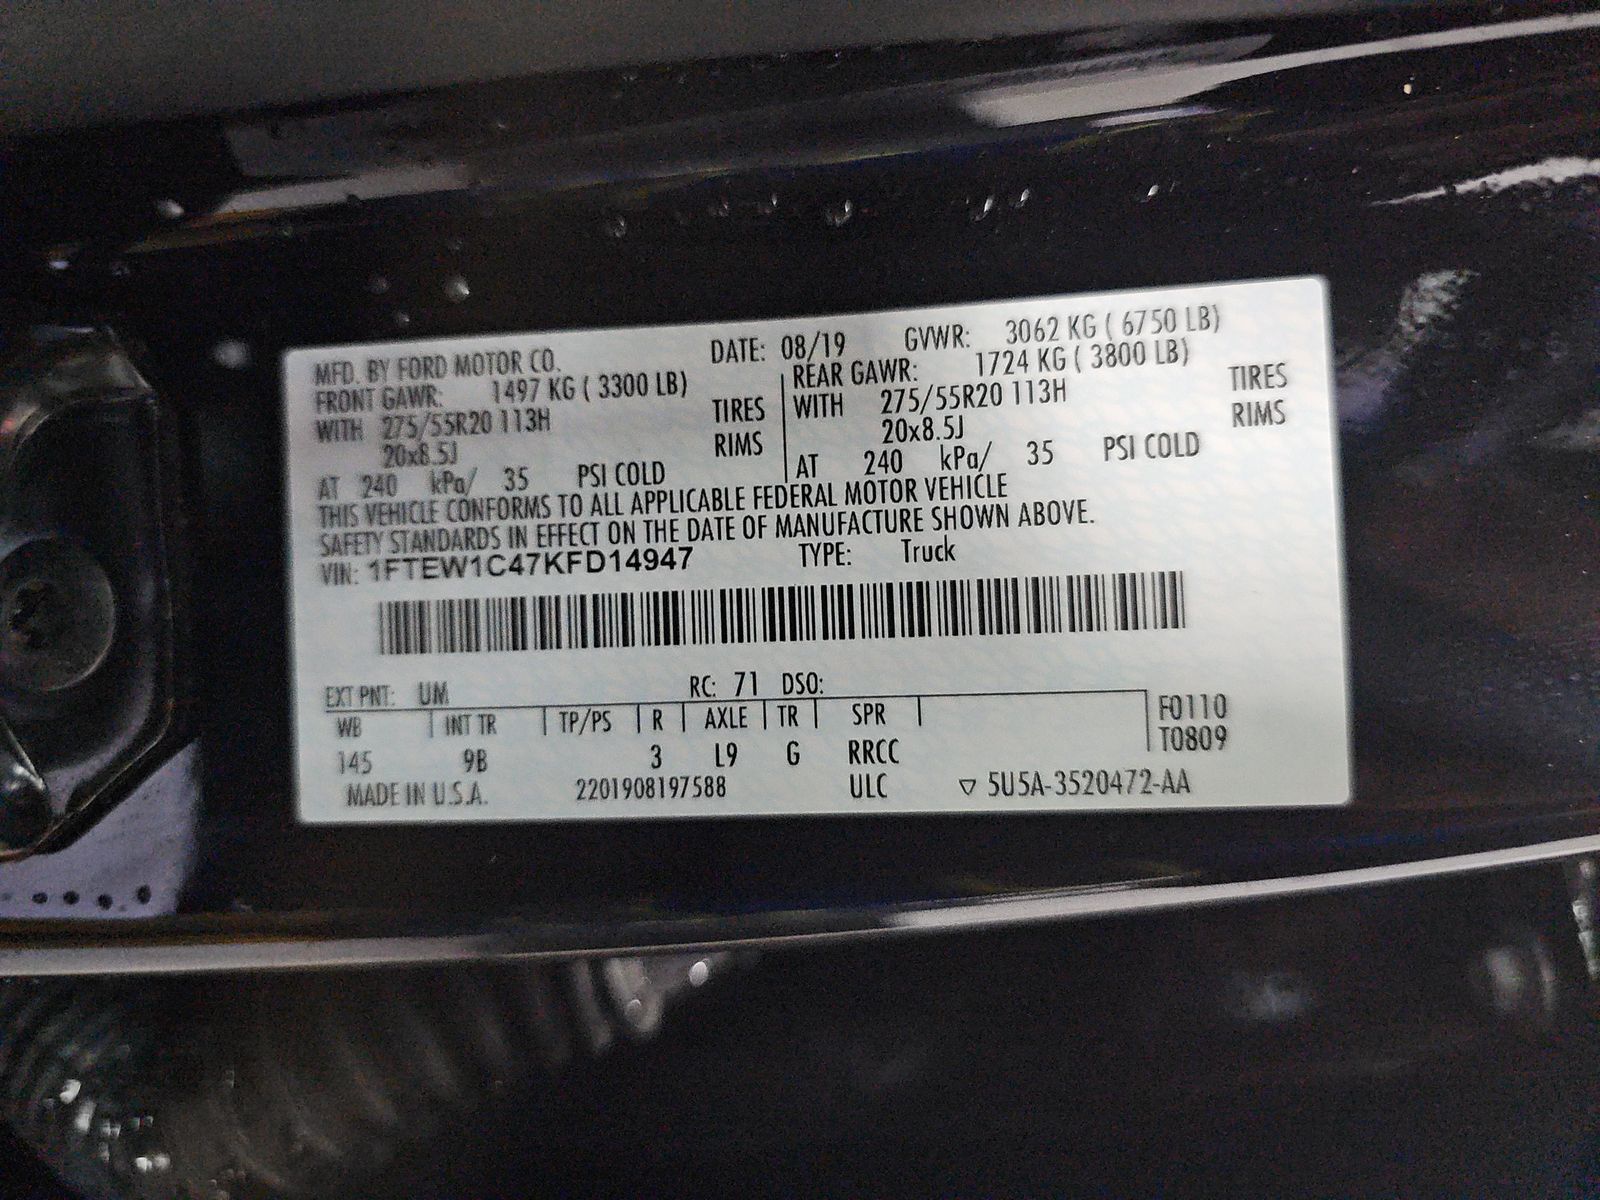 MFD. BY FORD MOTOR CO. DATE: 08/19 GVWR: 3062 KG ( 6750 LB)
FRONT GAWR: 1497 KG ( 3300 LB) REAR GAWR: 1724 KG ( 3800 LB)
WITH 275/55R20 113H TIRES WITH 275/55R20 113H TIRES
20x8.5J RIMS 20x8.5J RIMS
AT 240 kPa/ 35 PSI COLD AT 240 kPa/ 35 PSI COLD
THIS VEHICLE CONFORMS TO ALL APPLICABLE FEDERAL MOTOR VEHICLE
SAFETY STANDARDS IN EFFECT ON THE DATE OF MANUFACTURE SHOWN ABOVE.
VIN: 1FTEW1C47KFD14947 TYPE: Truck
EXT PNT: UM RC: 71 DSO:
WB INT TR TP/PS R AXLE TR SPR F0110
145 9B 3 L9 G RRCC T0809
MADE IN U.S.A. 2201908197588 ULC ▽ 5U5A-3520472-AA